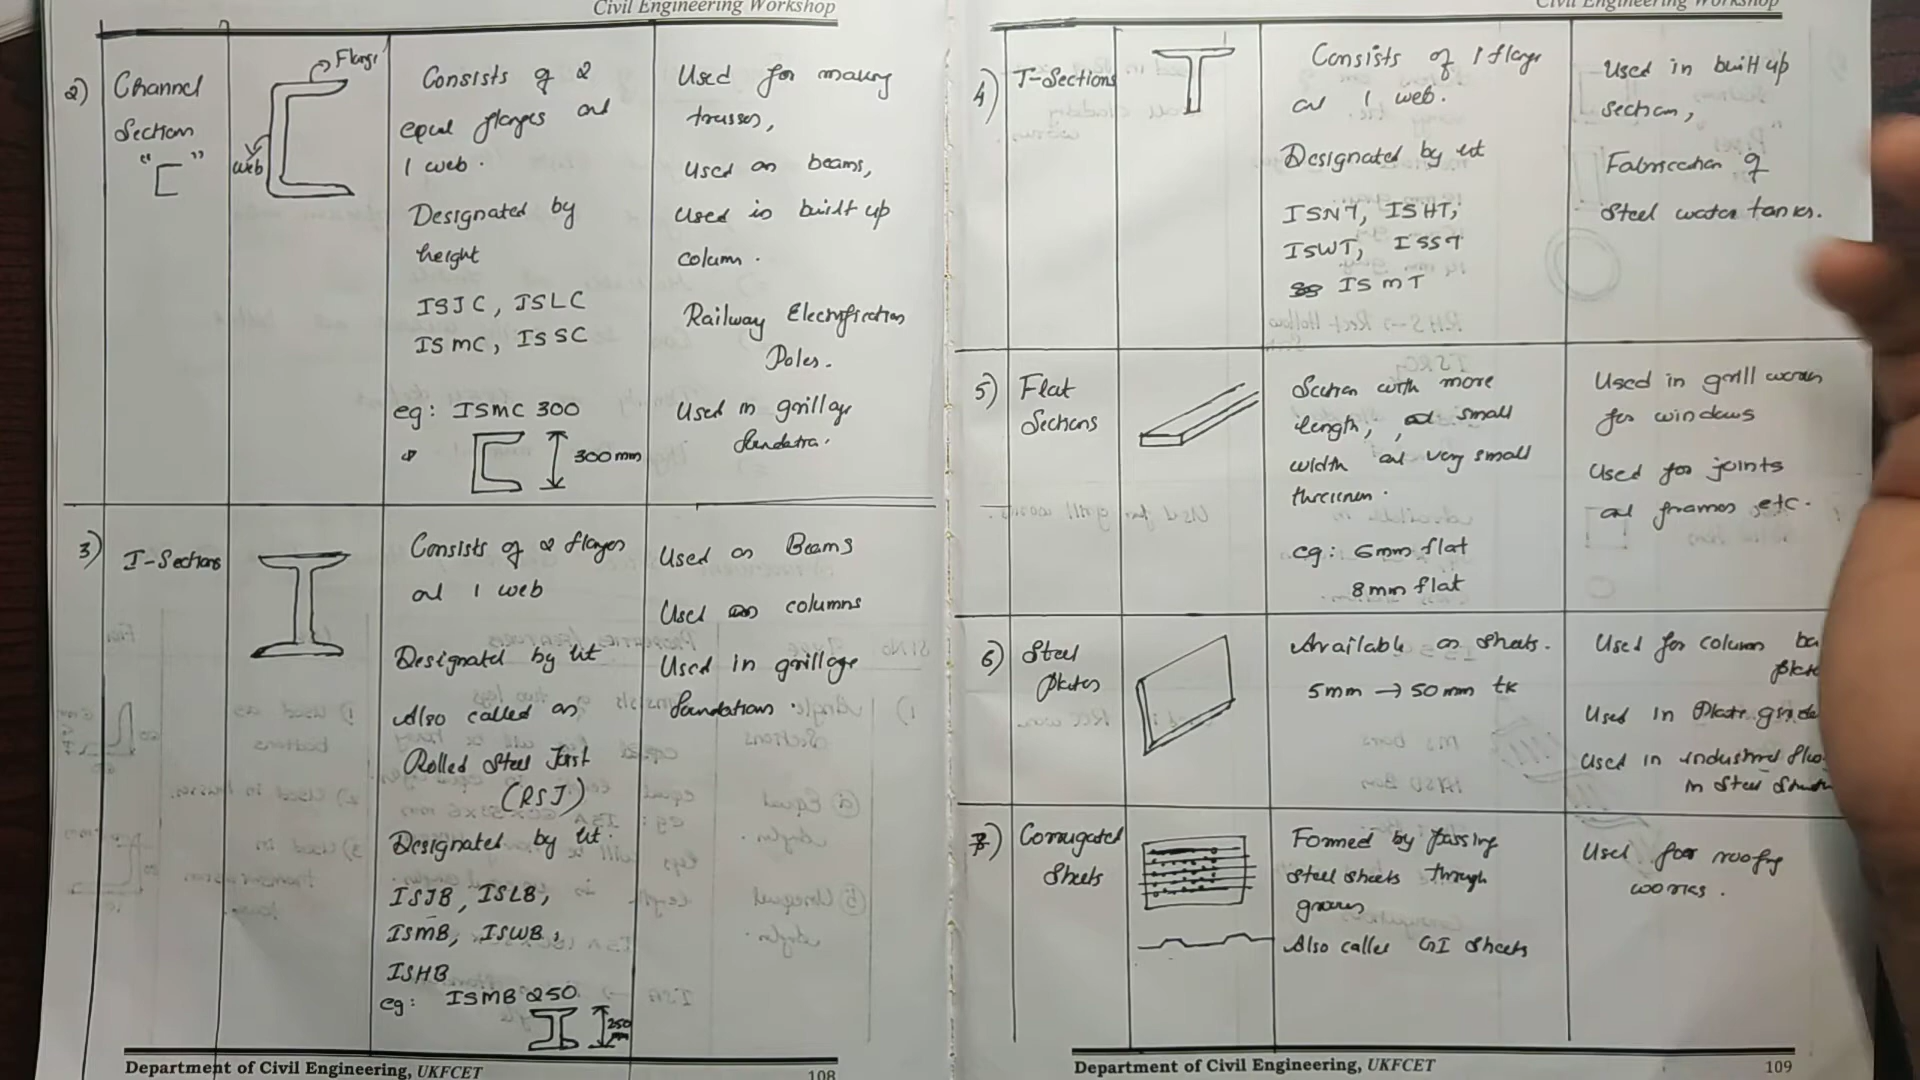 Civil Engineering Workshop
2) Channel
Section
"[ "
Flange
web
Consists of 2
equal flanges and
1 web.
Designated by
height
ISJC, ISLC
ISMC, ISSC
eg: ISMC 300
300mm
Used for making
trusses,
Used as beams,
Used in built up
column.
Railway Electrification
Poles.
Used in grillage
3) I-Sections
Consists of 2 flanges
and 1 web
Designated by ht
Also called as
Rolled Steel Joist
(RSJ)
Designated by ht.
ISJB, ISLB,
ISMB, ISWB,
ISHB
eg: ISMB 250
250
Used as Beams
Used as columns
Used in grillage
foundations.
Department of Civil Engineering, UKFCET
108
Civil Engineering Workshop
4) T-Sections
Consists of 1 flange
and 1 web.
Designated by ht
ISNT, ISHT,
ISWT, ISST
ISMT
Used in built up
section,
Fabrication of
Steel water tanks.
5) Flat
Sections
Section with more
length, small
width and very small
thickness.
eg: 6mm flat
8mm flat
Used in grill works
for windows
Used for joints
and frames etc.
6) Steel
plates
Available as sheets.
5mm → 50mm tk
Used for column
Used in Plate
Used in industrial
in Steel
7) Corrugated
Sheets
Formed by passing
steel sheets through
grooves
Also called GI Sheets
Used for roofing
works.
Department of Civil Engineering, UKFCET
109